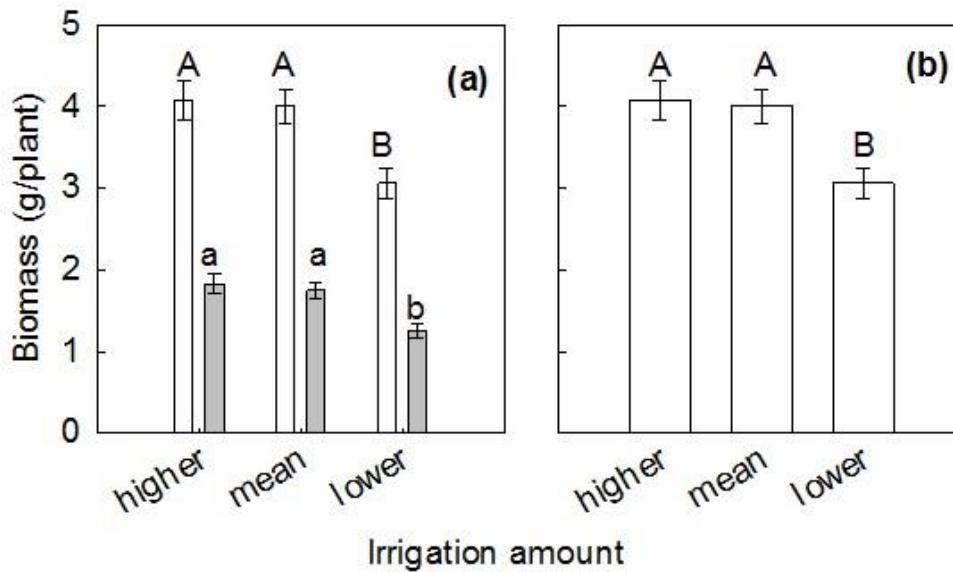 5
A A (a)
A A (b)
4
B
B
3
a a
2
b
1
0
higher mean lower
higher mean lower
Biomass (g/plant)
Irrigation amount